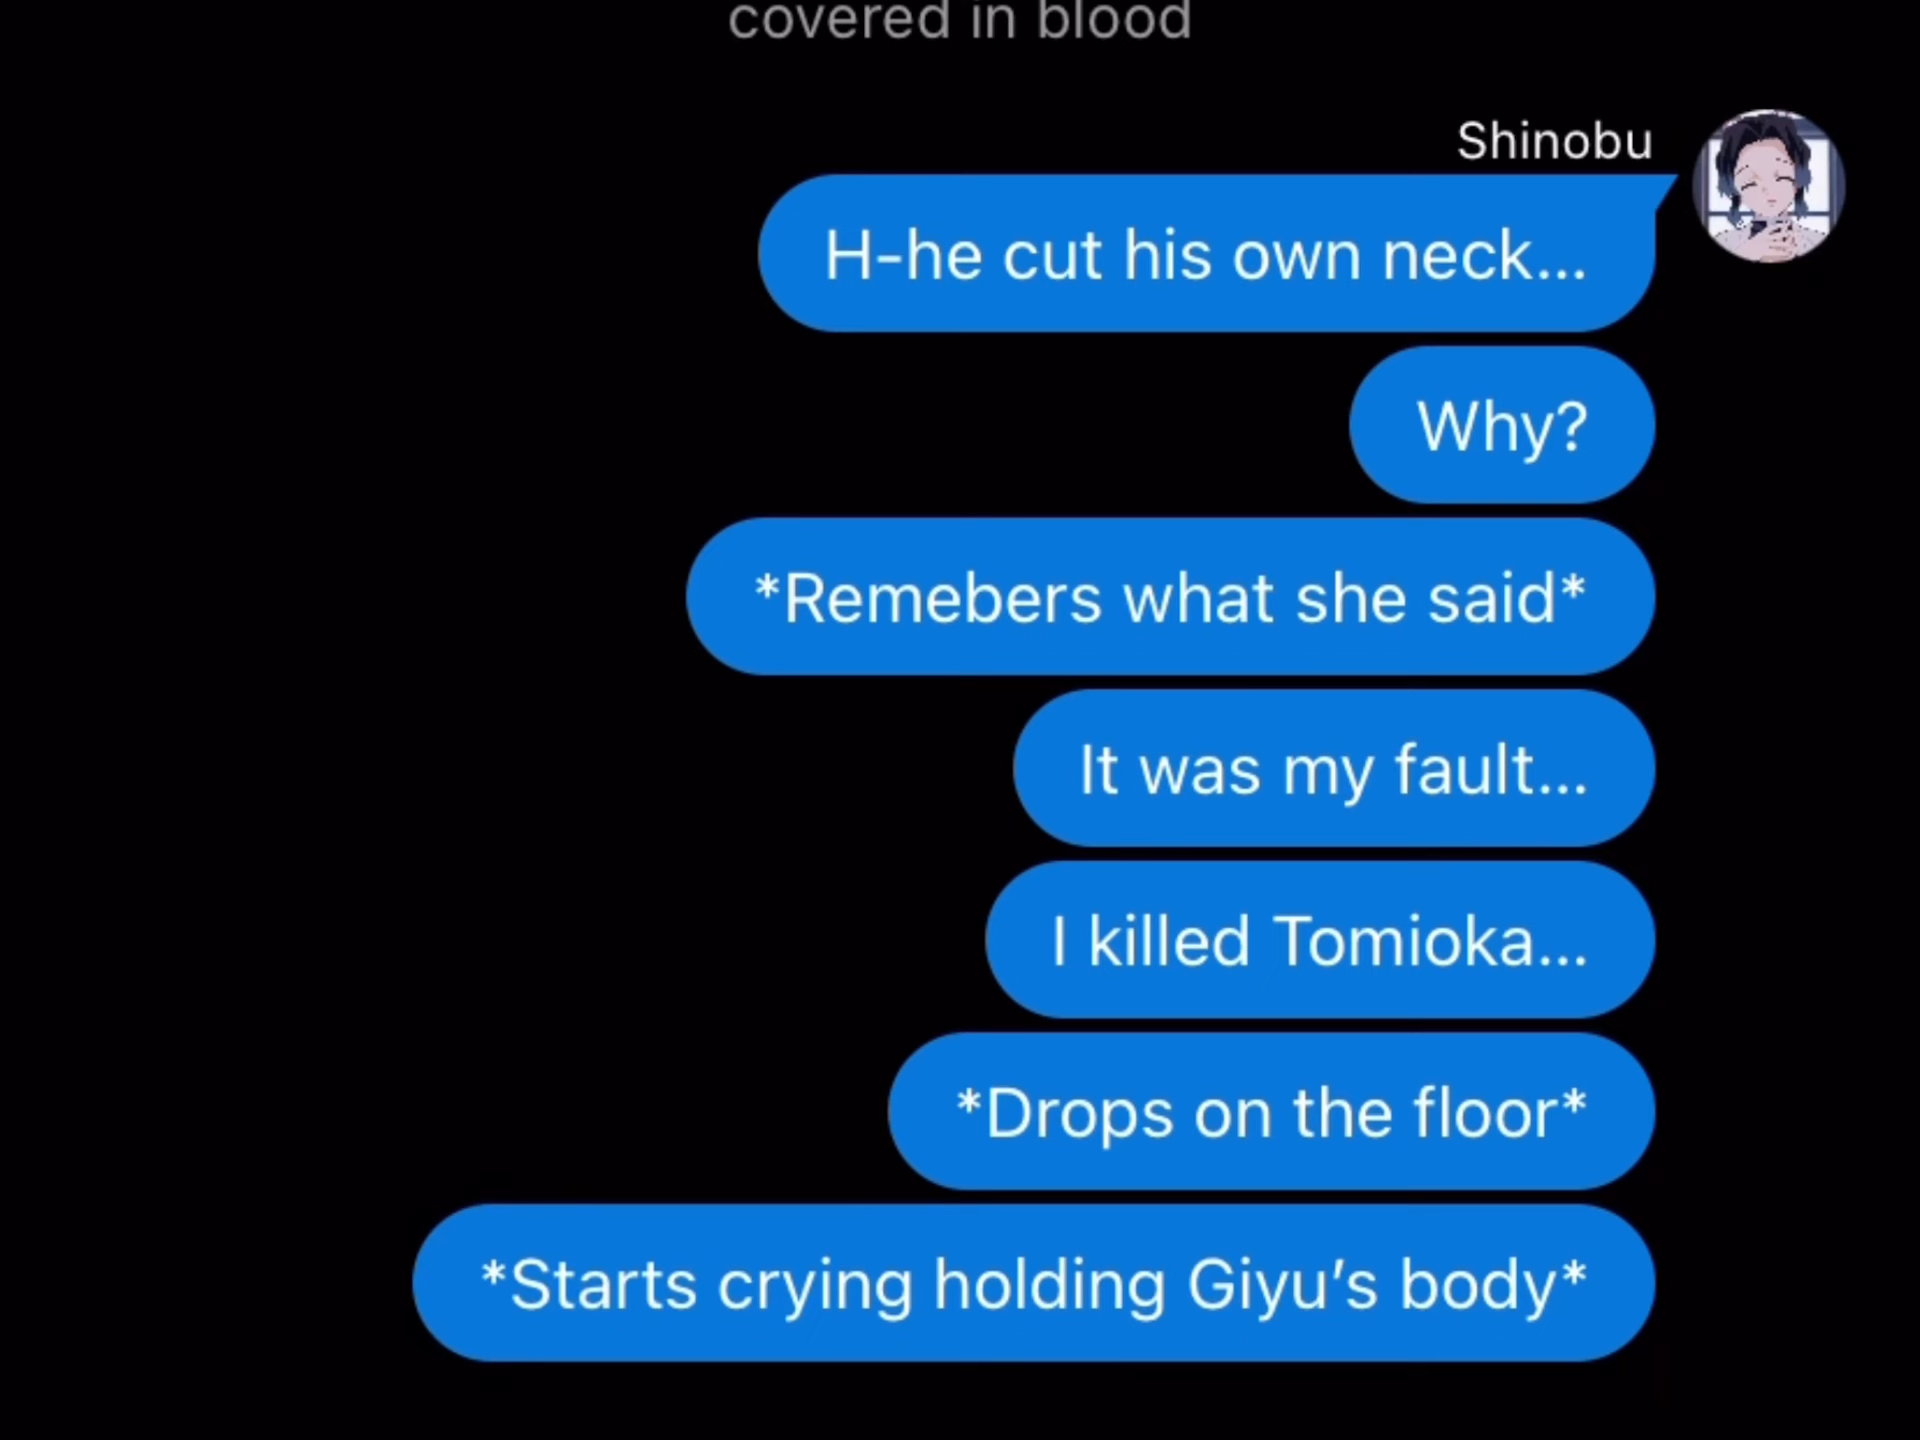 covered in blood
Shinobu
H-he cut his own neck...
Why?
*Remebers what she said*
It was my fault...
I killed Tomioka...
*Drops on the floor*
*Starts crying holding Giyu’s body*